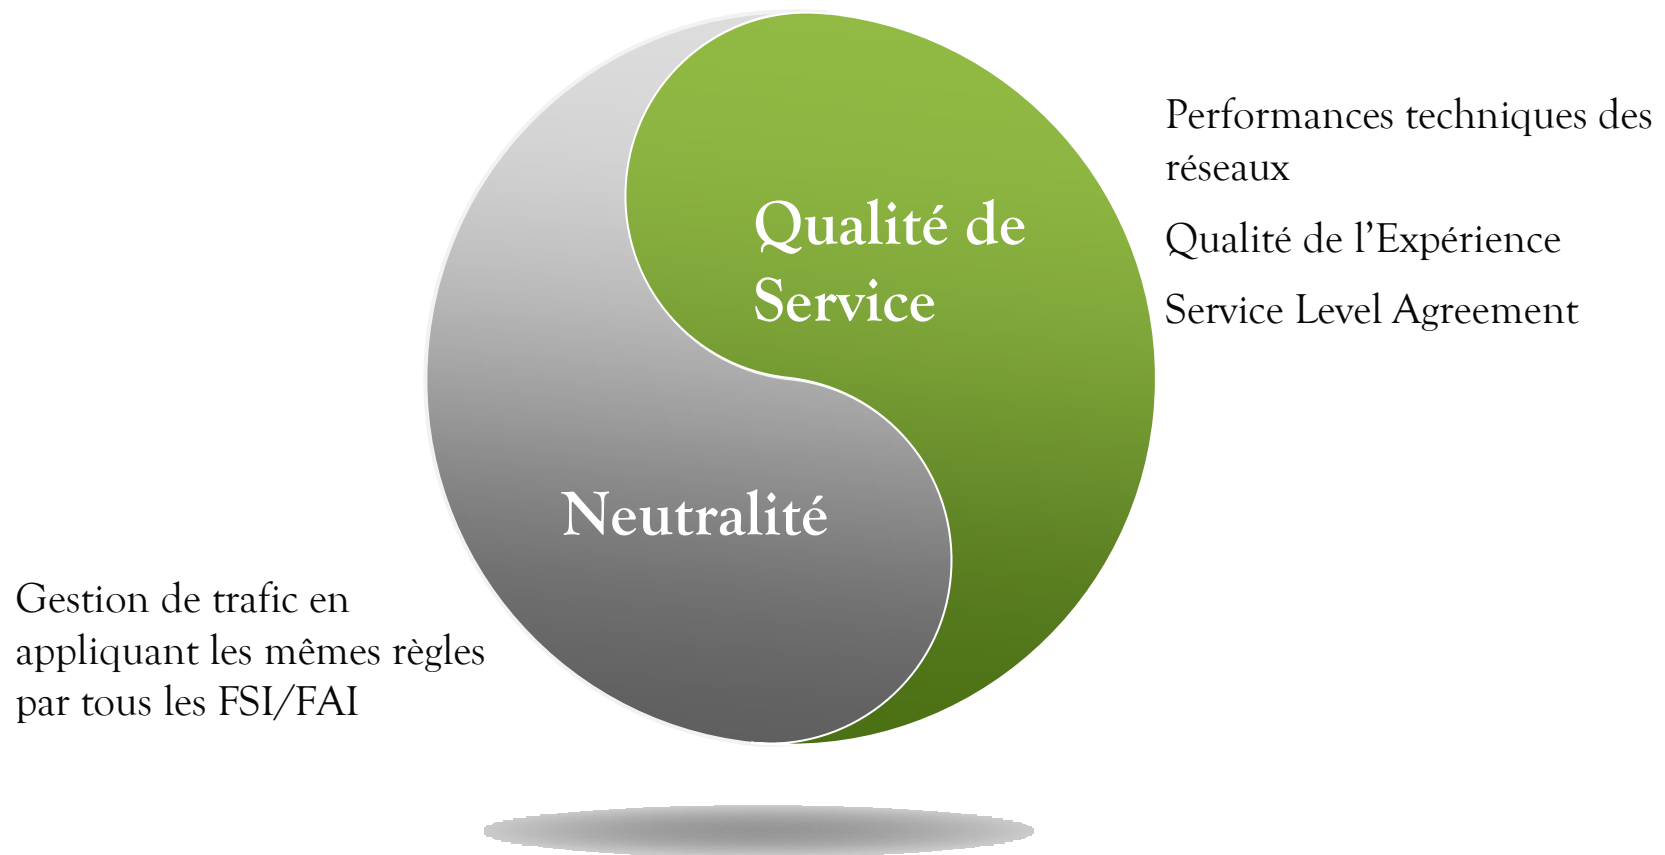 Performances techniques des
réseaux
Qualité de l’Expérience
Service Level Agreement
Qualité de
Service
Neutralité
Gestion de trafic en
appliquant les mêmes règles
par tous les FSI/FAI